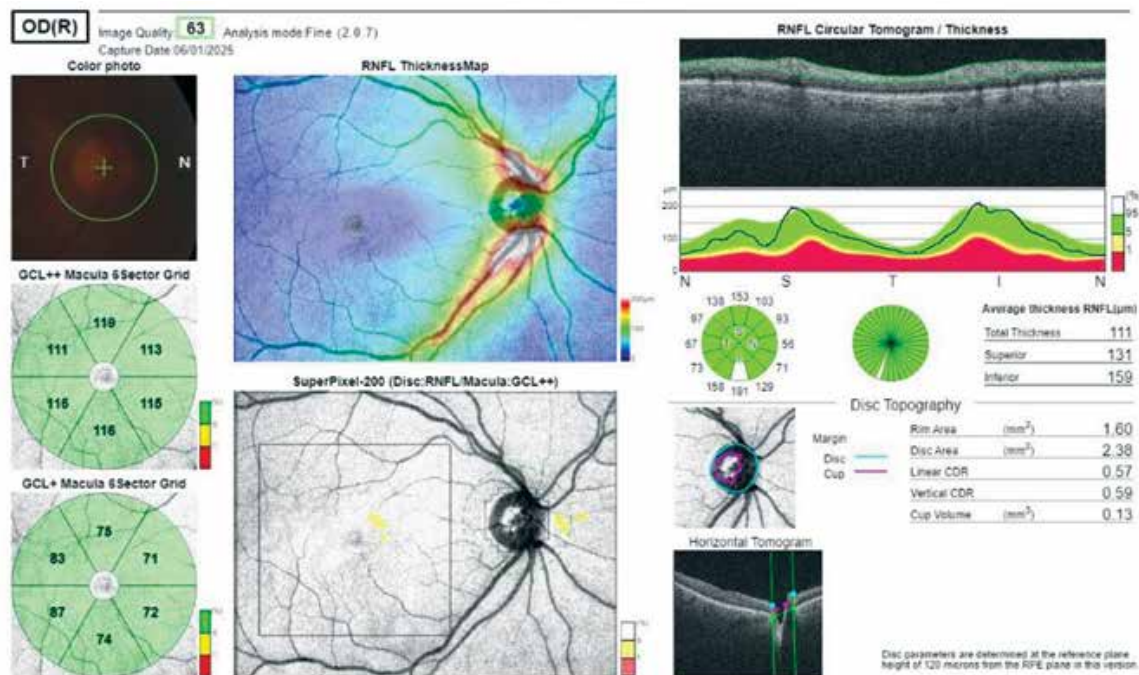 OD(R) Image Quality: 63 Analysis mode:Fine (2.0.7)
Capture Date 06/01/2025
Color photo
T
N
GCL++ Macula 6Sector Grid
119
111
113
116
115
116
GCL+ Macula 6Sector Grid
75
83
71
87
72
74
RNFL ThicknessMap
SuperPixel-200 (Disc:RNFL/Macula:GCL++)
RNFL Circular Tomogram / Thickness
μm
200
100
0
N S T I N
(%)
95
5
1
138 153 103
97 93
67 56
73 71
158 191 129
Average thickness RNFL(μm)
Total Thickness 111
Superior 131
Inferior 159
Disc Topography
Margin
Disc
Cup
Rim Area (mm²) 1.60
Disc Area (mm²) 2.38
Linear CDR 0.57
Vertical CDR 0.59
Cup Volume (mm³) 0.13
Horizontal Tomogram
Disc parameters are determined at the reference plane
height of 120 microns from the RPE plane in this version.